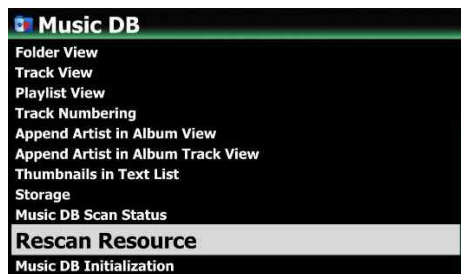 Music DB
Folder View
Track View
Playlist View
Track Numbering
Append Artist in Album View
Append Artist in Album Track View
Thumbnails in Text List
Storage
Music DB Scan Status
Rescan Resource
Music DB Initialization